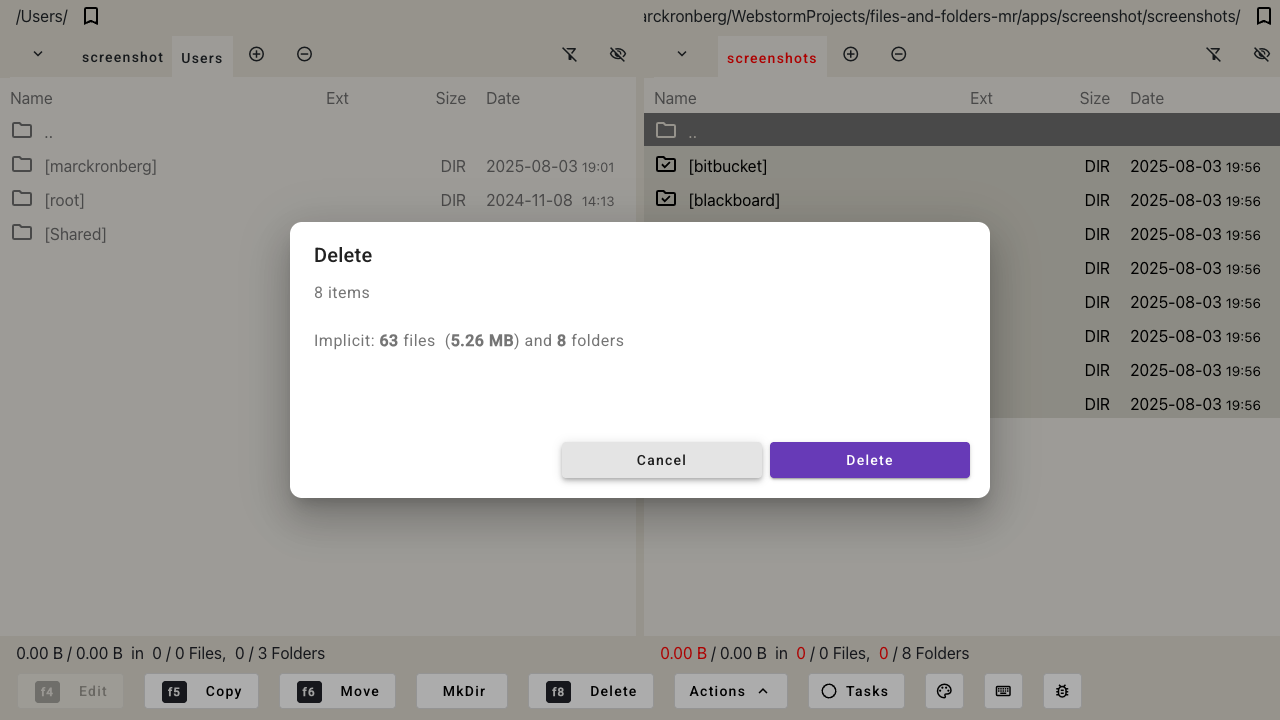 /Users/
arckronberg/WebstormProjects/files-and-folders-mr/apps/screenshot/screenshots/
screenshot Users
screenshots
Name Ext Size Date
Name Ext Size Date
..
..
[marckronberg] DIR 2025-08-03 19:01
[bitbucket] DIR 2025-08-03 19:56
[root] DIR 2024-11-08 14:13
[blackboard] DIR 2025-08-03 19:56
[Shared]
DIR 2025-08-03 19:56
DIR 2025-08-03 19:56
DIR 2025-08-03 19:56
DIR 2025-08-03 19:56
DIR 2025-08-03 19:56
DIR 2025-08-03 19:56
Delete
8 items
Implicit: 63 files (5.26 MB) and 8 folders
Cancel Delete
0.00 B / 0.00 B in 0 / 0 Files, 0 / 3 Folders
0.00 B / 0.00 B in 0 / 0 Files, 0 / 8 Folders
f4 Edit f5 Copy f6 Move MkDir f8 Delete Actions Tasks